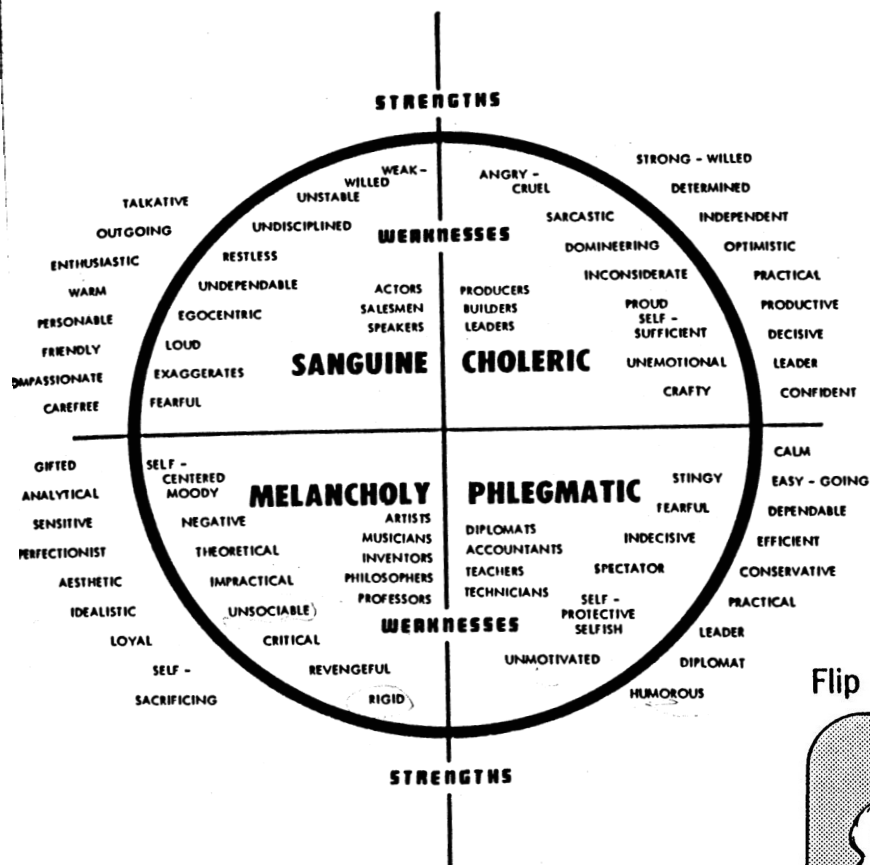 STRENGTHS
WEAK -
WILLED
UNSTABLE
UNDISCIPLINED
RESTLESS
UNDEPENDABLE
EGOCENTRIC
LOUD
EXAGGERATES
FEARFUL
TALKATIVE
OUTGOING
ENTHUSIASTIC
WARM
PERSONABLE
FRIENDLY
OMPASSIONATE
CAREFREE
WEAKNESSES
ACTORS
SALESMEN
SPEAKERS
SANGUINE
ANGRY -
CRUEL
SARCASTIC
DOMINEERING
INCONSIDERATE
PROUD
SELF -
SUFFICIENT
UNEMOTIONAL
CRAFTY
PRODUCERS
BUILDERS
LEADERS
CHOLERIC
STRONG - WILLED
DETERMINED
INDEPENDENT
OPTIMISTIC
PRACTICAL
PRODUCTIVE
DECISIVE
LEADER
CONFIDENT
GIFTED
ANALYTICAL
SENSITIVE
PERFECTIONIST
AESTHETIC
IDEALISTIC
LOYAL
SELF -
SACRIFICING
SELF -
CENTERED
MOODY
NEGATIVE
THEORETICAL
IMPRACTICAL
UNSOCIABLE
CRITICAL
REVENGEFUL
RIGID
MELANCHOLY
ARTISTS
MUSICIANS
INVENTORS
PHILOSOPHERS
PROFESSORS
PHLEGMATIC
DIPLOMATS
ACCOUNTANTS
TEACHERS
TECHNICIANS
STINGY
FEARFUL
INDECISIVE
SPECTATOR
SELF -
PROTECTIVE
SELFISH
UNMOTIVATED
WEAKNESSES
CALM
EASY - GOING
DEPENDABLE
EFFICIENT
CONSERVATIVE
PRACTICAL
LEADER
DIPLOMAT
HUMOROUS
STRENGTHS
Flip